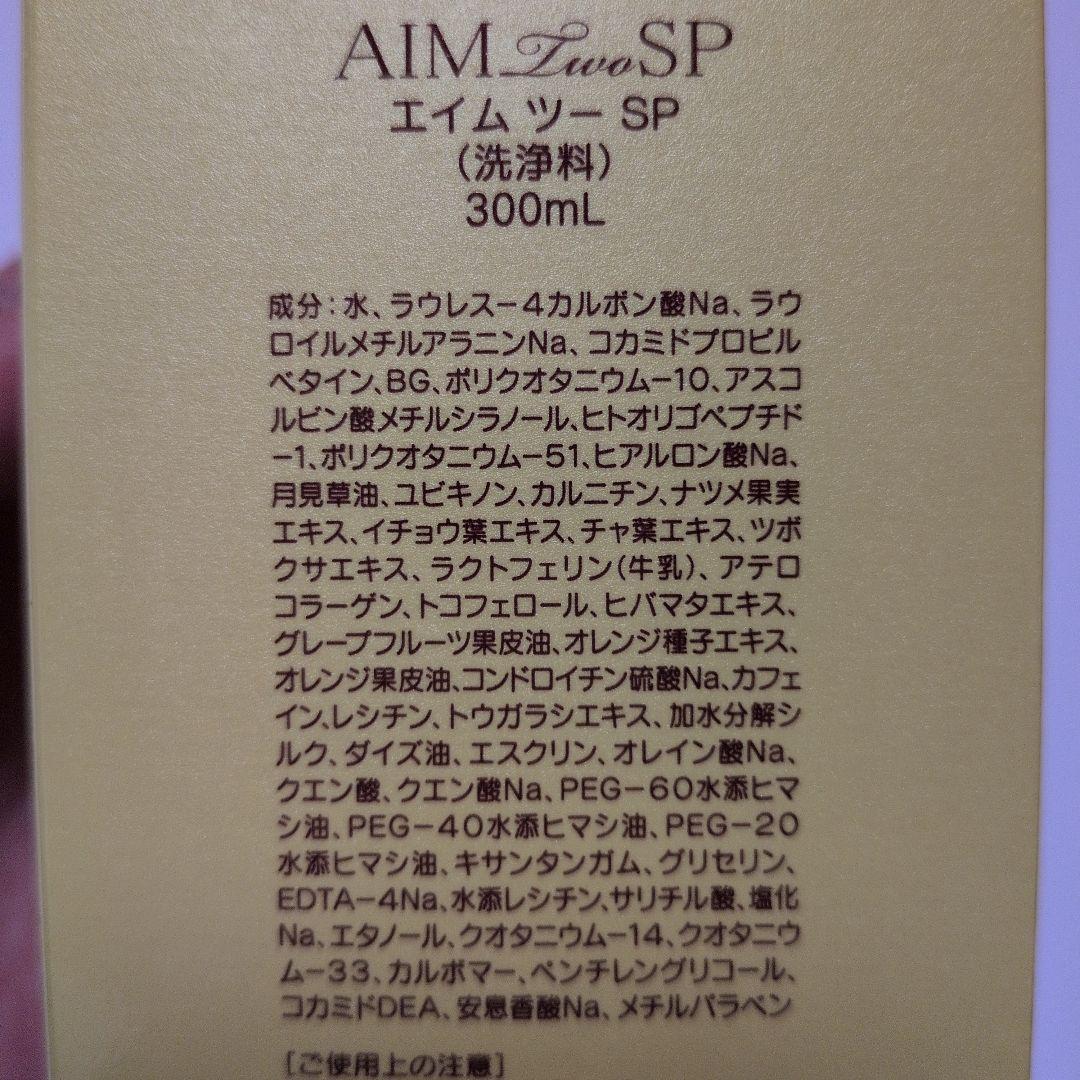 AIM Two SP
エイム ツー SP
（洗浄料）
300mL
成分：水、ラウレス－4カルボン酸Na、ラウ
ロイルメチルアラニンNa、コカミドプロピル
ベタイン、BG、ポリクオタニウム－10、アスコ
ルビン酸メチルシラノール、ヒトオリゴペプチド
－1、ポリクオタニウム－51、ヒアルロン酸Na、
月見草油、ユビキノン、カルニチン、ナツメ果実
エキス、イチョウ葉エキス、チャ葉エキス、ツボ
クサエキス、ラクトフェリン（牛乳）、アテロ
コラーゲン、トコフェロール、ヒバマタエキス、
グレープフルーツ果皮油、オレンジ種子エキス、
オレンジ果皮油、コンドロイチン硫酸Na、カフェ
イン、レシチン、トウガラシエキス、加水分解シ
ルク、ダイズ油、エスクリン、オレイン酸Na、
クエン酸、クエン酸Na、PEG－60水添ヒマ
シ油、PEG－40水添ヒマシ油、PEG－20
水添ヒマシ油、キサンタンガム、グリセリン、
EDTA－4Na、水添レシチン、サリチル酸、塩化
Na、エタノール、クオタニウム－14、クオタニウ
ム－33、カルボマー、ペンチレングリコール、
コカミドDEA、安息香酸Na、メチルパラベン
［ご使用上の注意］